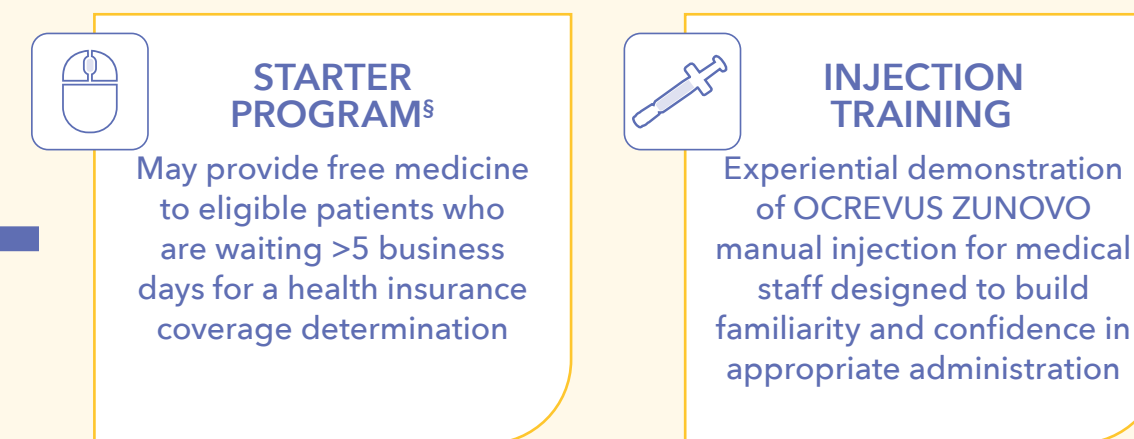 STARTER
PROGRAM§
May provide free medicine
to eligible patients who
are waiting >5 business
days for a health insurance
coverage determination
INJECTION
TRAINING
Experiential demonstration
of OCREVUS ZUNOVO
manual injection for medical
staff designed to build
familiarity and confidence in
appropriate administration